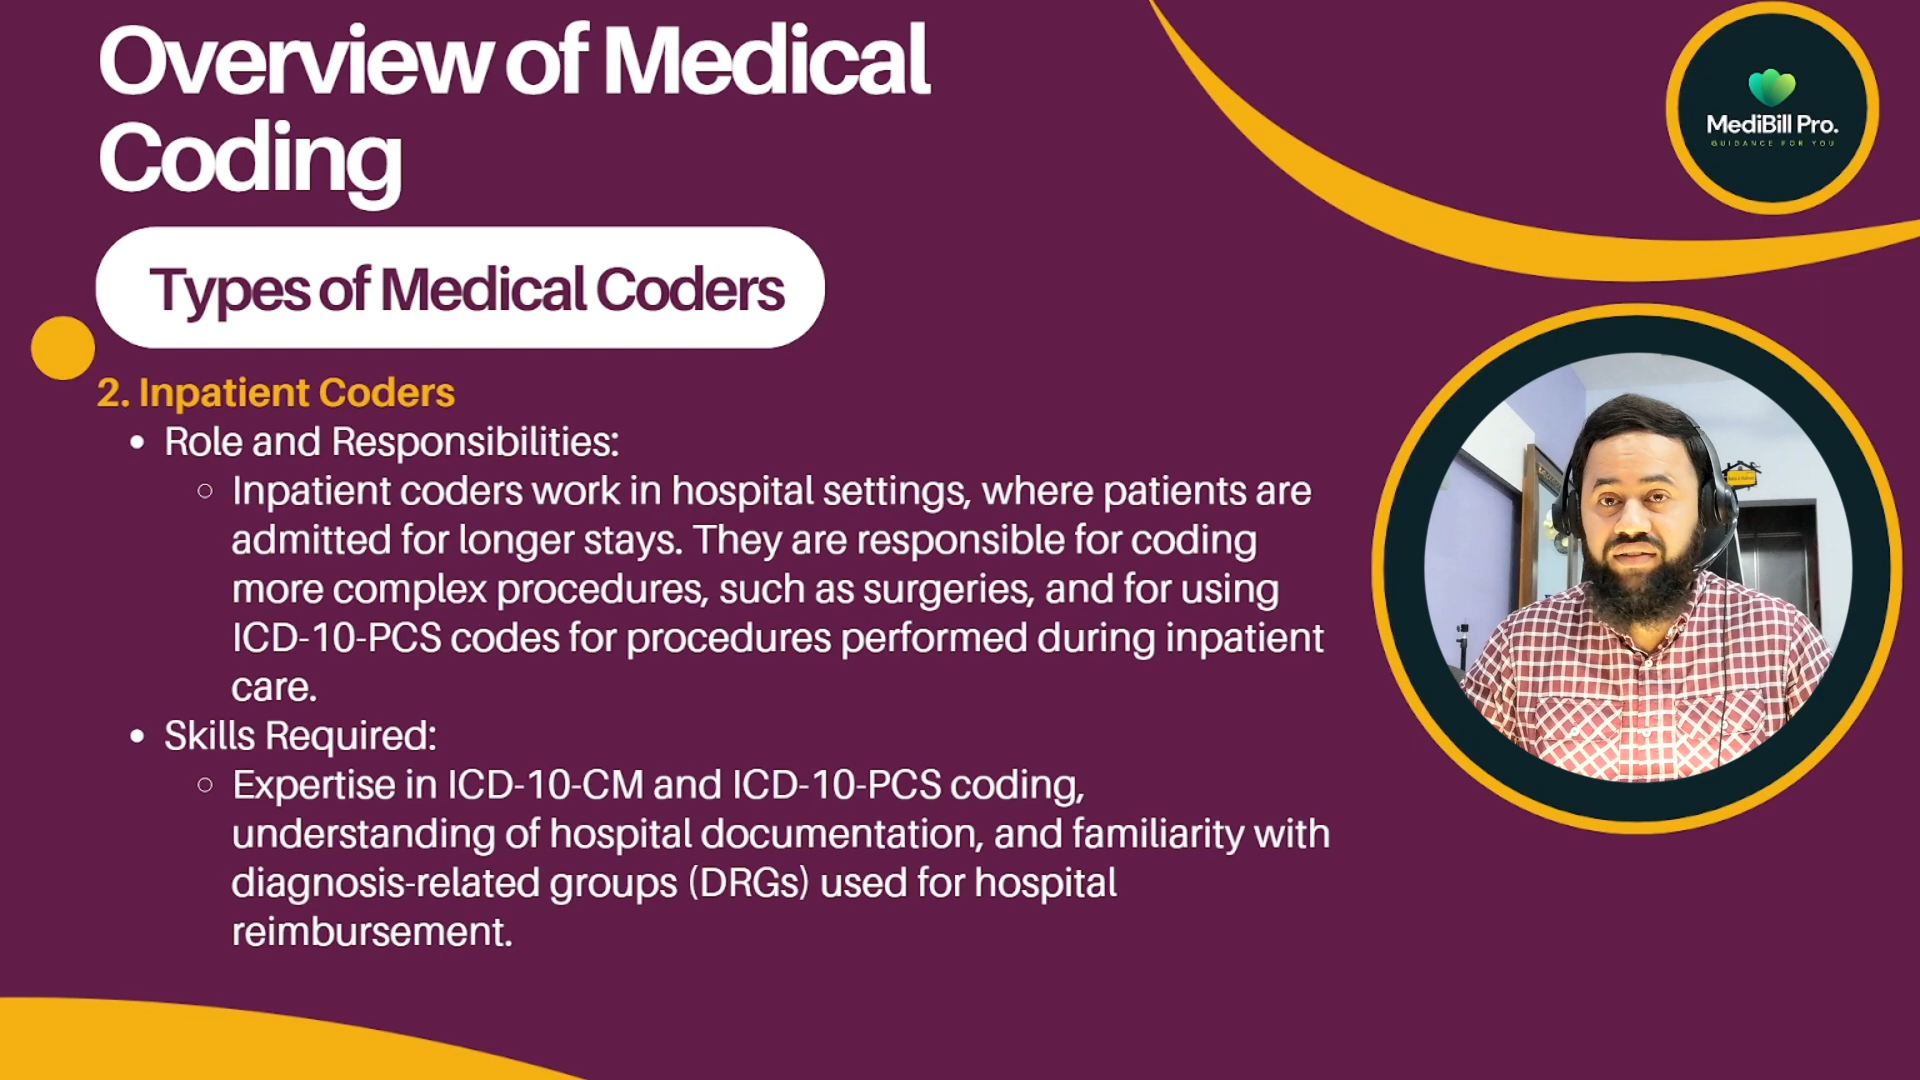 Overview of Medical
Coding
MediBill Pro.
GUIDANCE FOR YOU
Types of Medical Coders
2. Inpatient Coders
• Role and Responsibilities:
○ Inpatient coders work in hospital settings, where patients are
admitted for longer stays. They are responsible for coding
more complex procedures, such as surgeries, and for using
ICD-10-PCS codes for procedures performed during inpatient
care.
• Skills Required:
○ Expertise in ICD-10-CM and ICD-10-PCS coding,
understanding of hospital documentation, and familiarity with
diagnosis-related groups (DRGs) used for hospital
reimbursement.